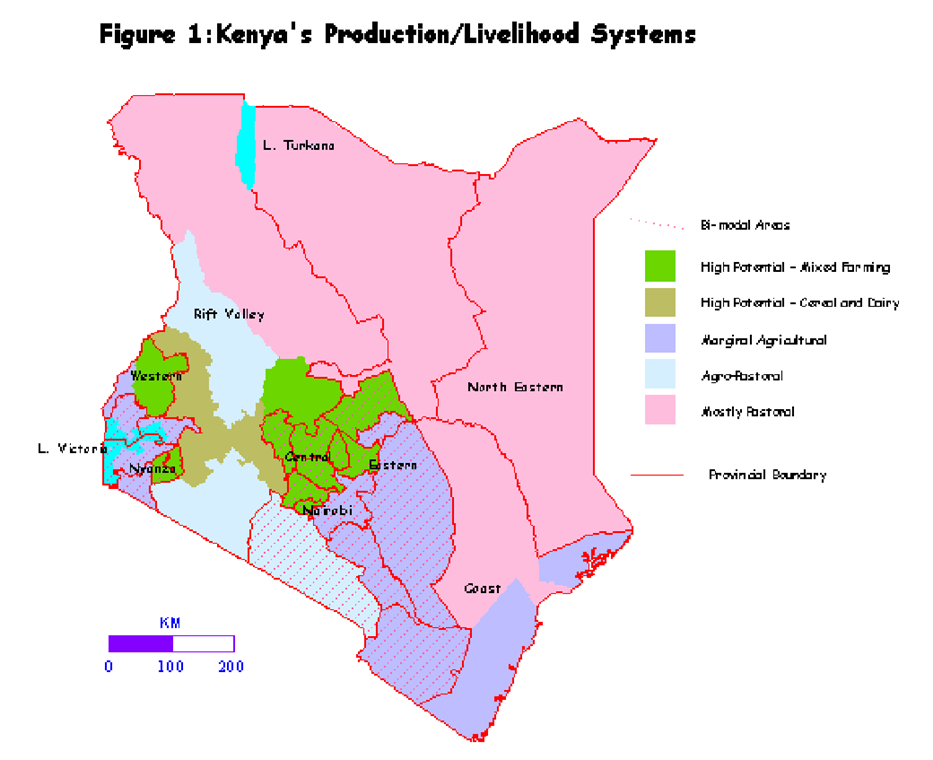 Figure 1:Kenya's Production/Livelihood Systems
L. Turkana
Bi-modal Areas
High Potential - Mixed Farming
High Potential - Cereal and Dairy
Rift Valley
Marginal Agricultural
Western
Agro-Pastoral
North Eastern
Mostly Pastoral
L. Victoria
Central
Nyanza
Eastern
Provincial Boundary
Nairobi
Coast
KM
0 100 200